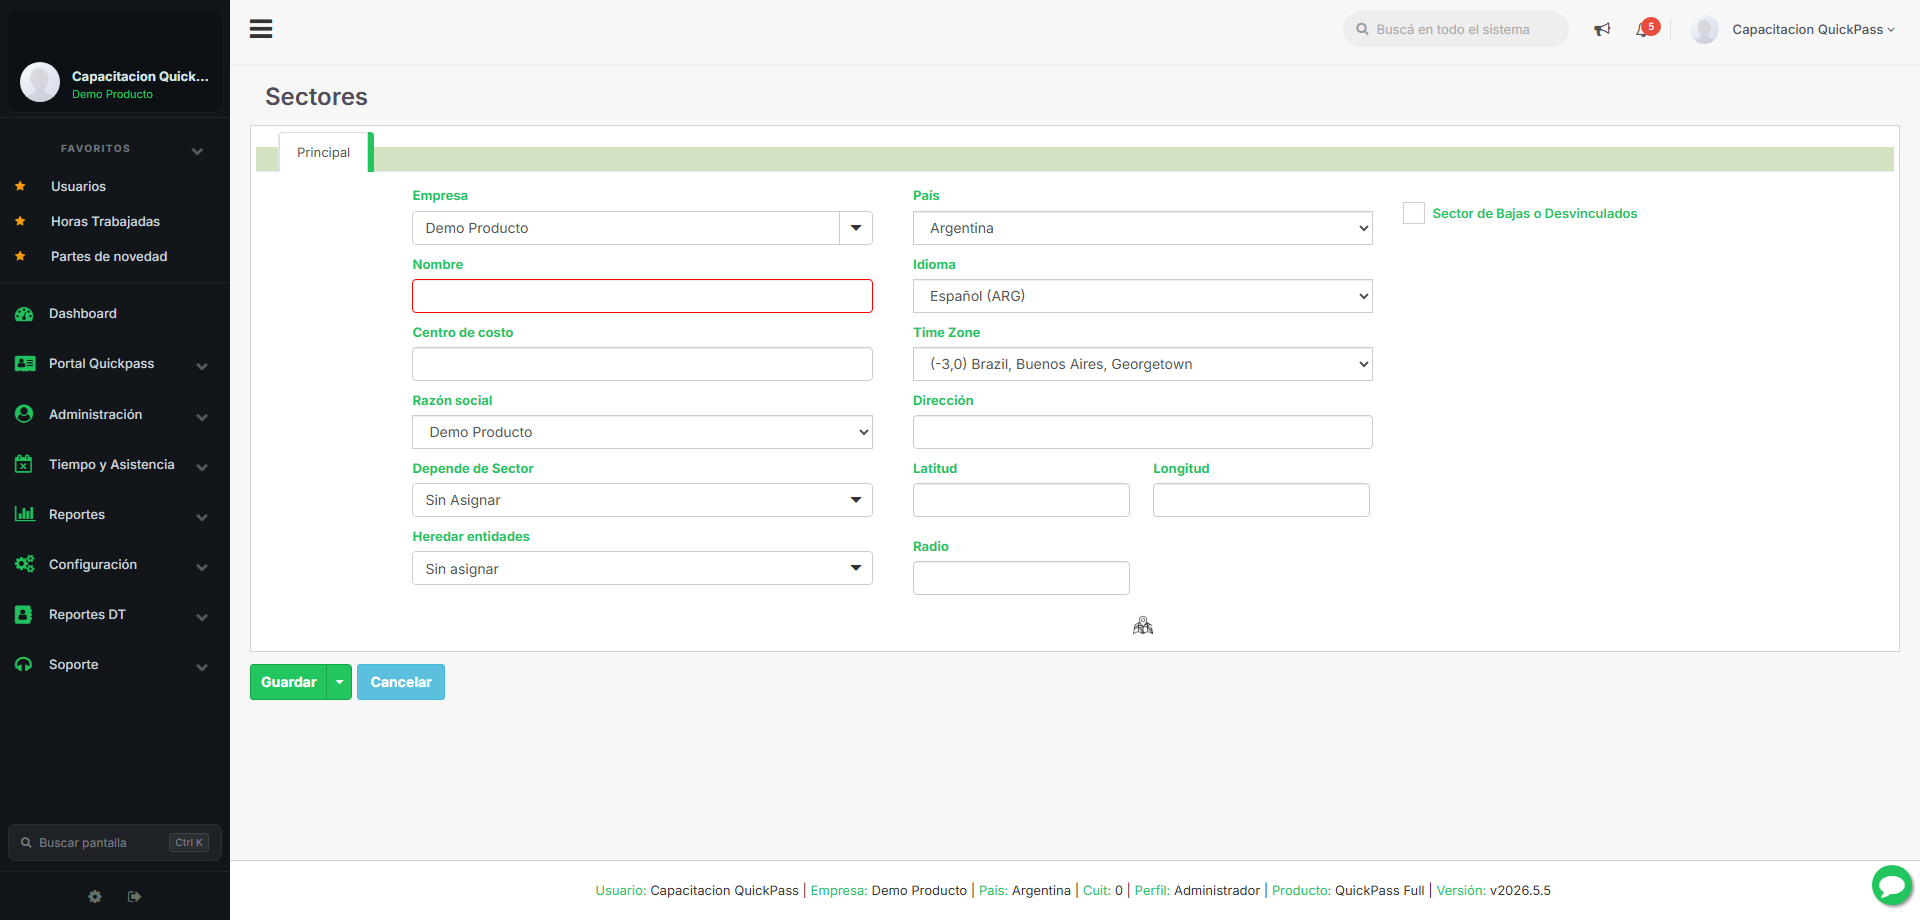 Capacitacion Quick...
Demo Producto
FAVORITOS
Usuarios
Horas Trabajadas
Partes de novedad
Dashboard
Portal Quickpass
Administración
Tiempo y Asistencia
Reportes
Configuración
Reportes DT
Soporte
Buscar pantalla
Ctrl K
Buscá en todo el sistema
5
Capacitacion QuickPass
Sectores
Principal
Empresa
Demo Producto
Nombre
Centro de costo
Razón social
Demo Producto
Depende de Sector
Sin Asignar
Heredar entidades
Sin asignar
País
Argentina
Idioma
Español (ARG)
Time Zone
(-3,0) Brazil, Buenos Aires, Georgetown
Dirección
Latitud
Longitud
Radio
Sector de Bajas o Desvinculados
Guardar
Cancelar
Usuario: Capacitacion QuickPass | Empresa: Demo Producto | País: Argentina | Cuit: 0 | Perfil: Administrador | Producto: QuickPass Full | Versión: v2026.5.5